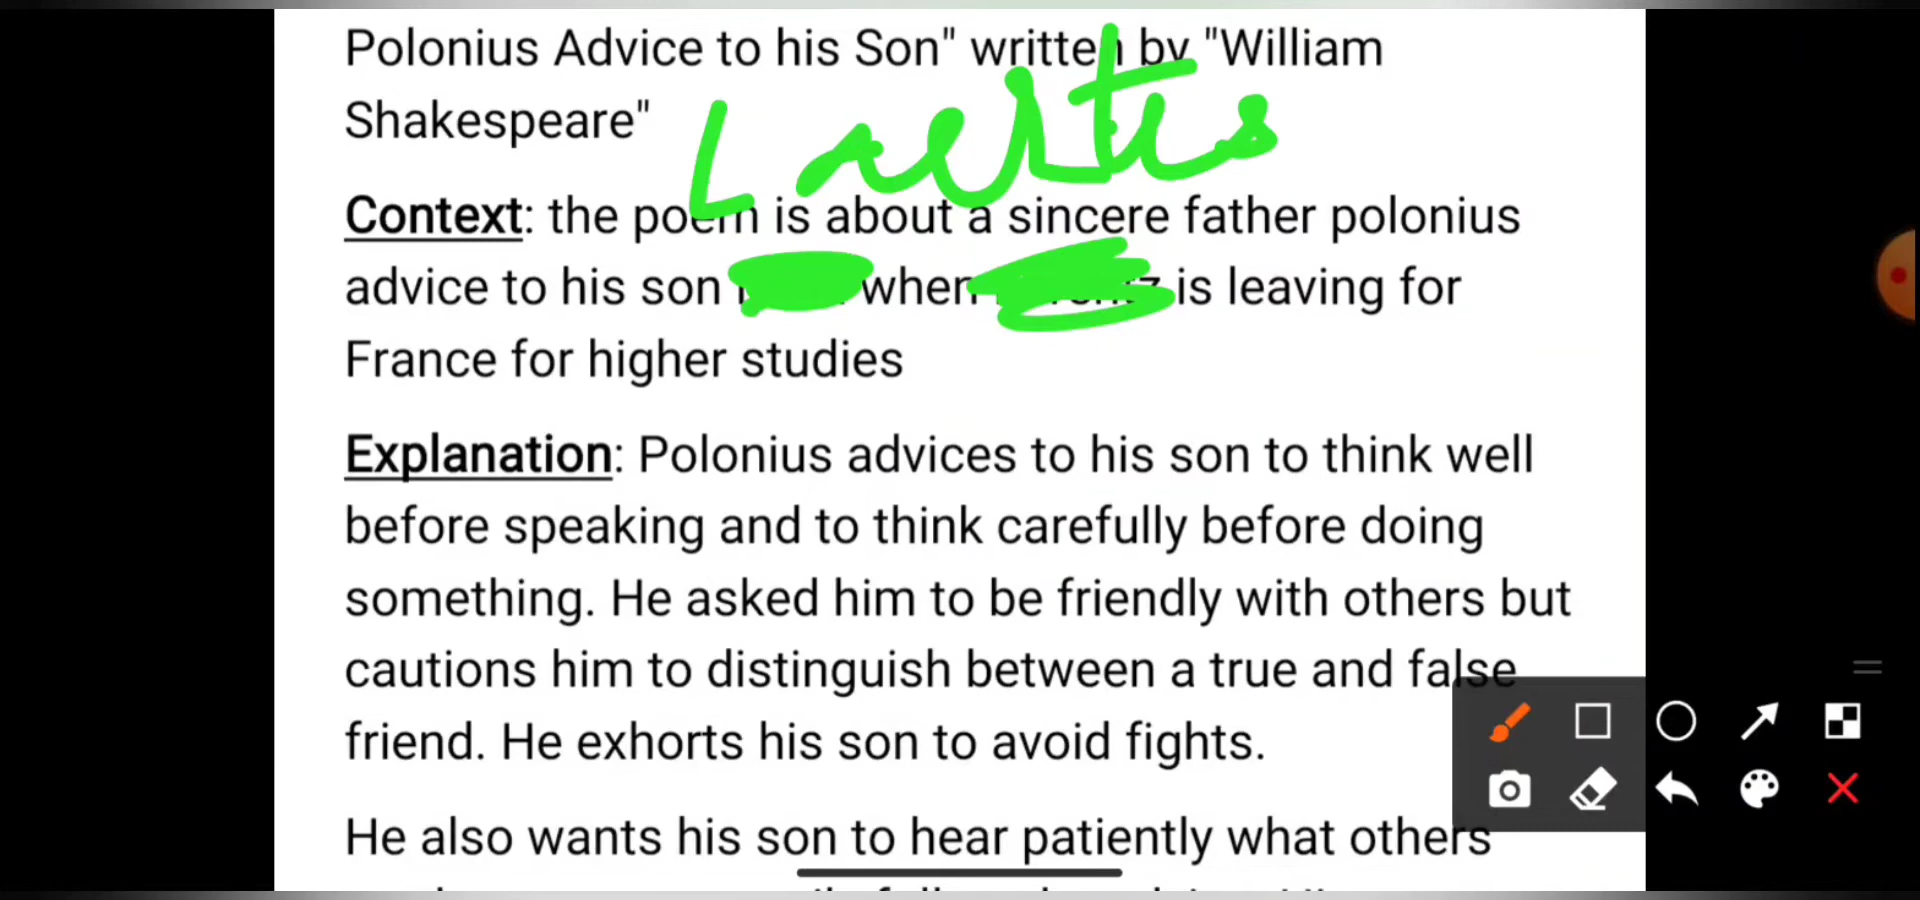 Polonius Advice to his Son" written by "William
Shakespeare"
Laertes
Context: the poem is about a sincere father polonius
advice to his son when is leaving for
France for higher studies
Explanation: Polonius advices to his son to think well
before speaking and to think carefully before doing
something. He asked him to be friendly with others but
cautions him to distinguish between a true and false
friend. He exhorts his son to avoid fights.
He also wants his son to hear patiently what others